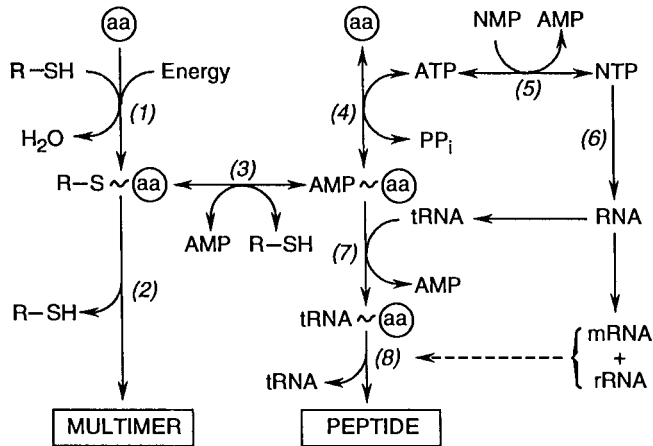 aa aa NMP AMP
R–SH Energy ATP NTP
(1) (4) (5)
H₂O PPᵢ (6)
(3)
R–S ~ aa AMP ~ aa RNA
tRNA
AMP R–SH (7)
(2) AMP
R–SH tRNA ~ aa mRNA
(8) +
tRNA rRNA
MULTIMER PEPTIDE